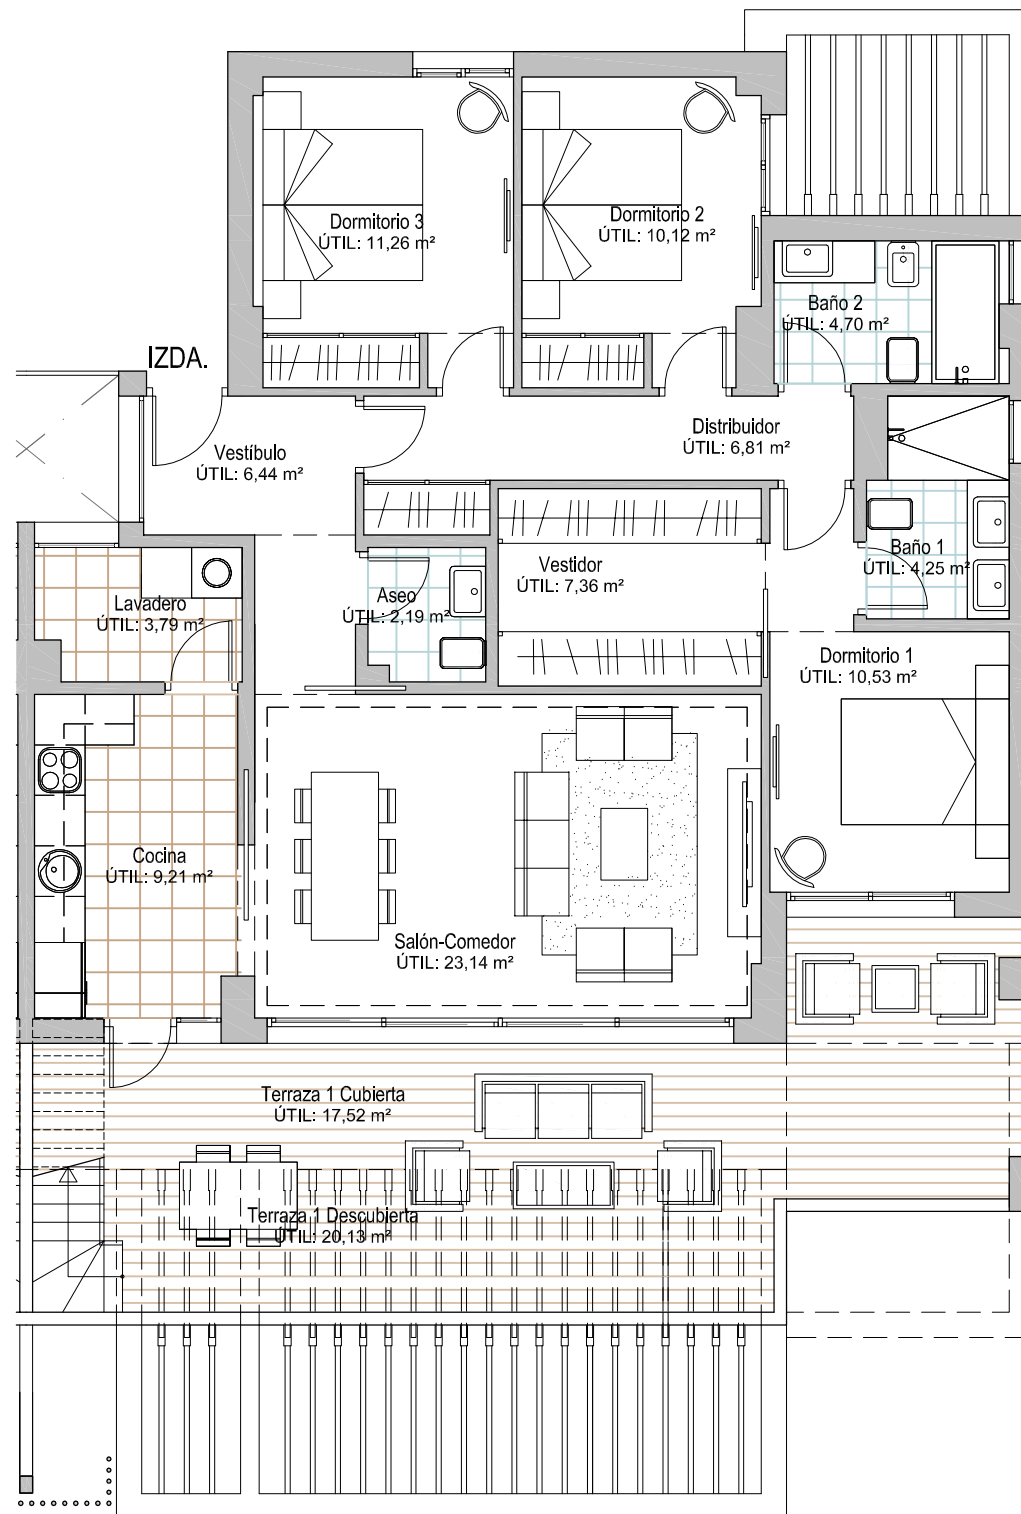 Dormitorio 3
ÚTIL: 11,26 m²
Dormitorio 2
ÚTIL: 10,12 m²
Baño 2
ÚTIL: 4,70 m²
IZDA.
Vestíbulo
ÚTIL: 6,44 m²
Distribuidor
ÚTIL: 6,81 m²
Baño 1
ÚTIL: 4,25 m²
Vestidor
ÚTIL: 7,36 m²
Aseo
ÚTIL: 2,19 m²
Lavadero
ÚTIL: 3,79 m²
Dormitorio 1
ÚTIL: 10,53 m²
Cocina
ÚTIL: 9,21 m²
Salón-Comedor
ÚTIL: 23,14 m²
Terraza 1 Cubierta
ÚTIL: 17,52 m²
Terraza 1 Descubierta
ÚTIL: 20,13 m²